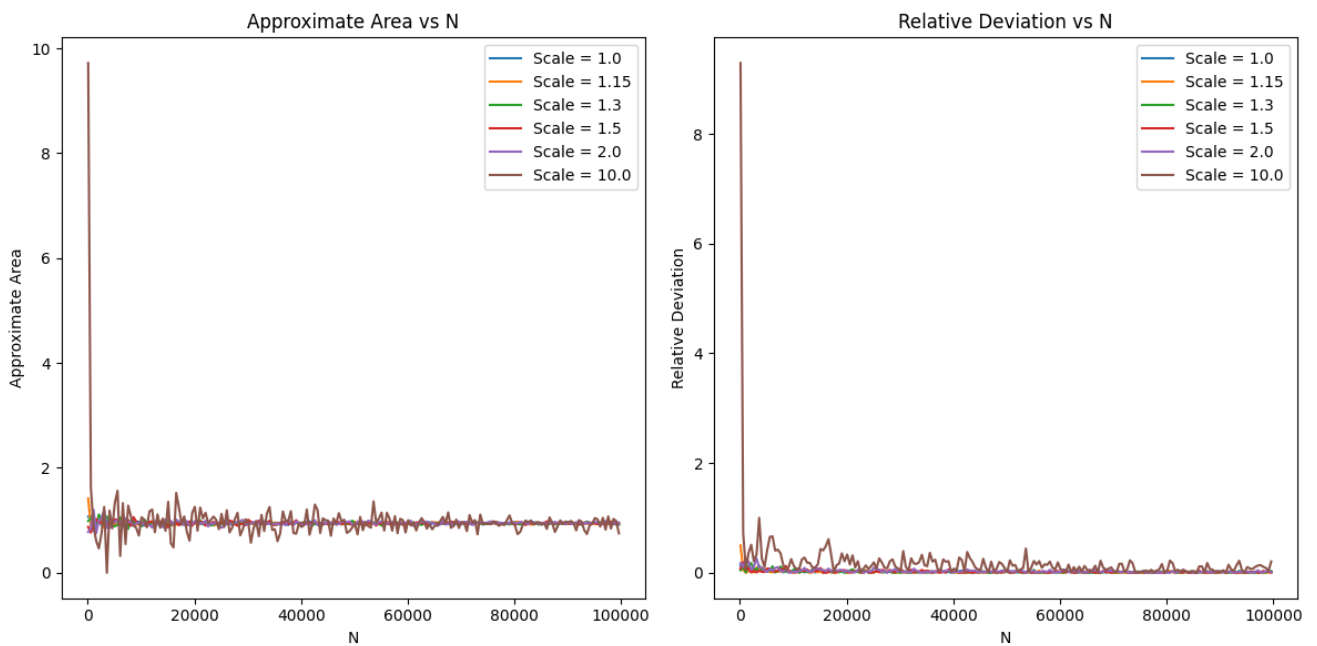 Approximate Area vs N
Approximate Area
10
8
6
4
2
0
0
20000
40000
60000
80000
100000
N
Scale = 1.0
Scale = 1.15
Scale = 1.3
Scale = 1.5
Scale = 2.0
Scale = 10.0
Relative Deviation vs N
Relative Deviation
8
6
4
2
0
0
20000
40000
60000
80000
100000
N
Scale = 1.0
Scale = 1.15
Scale = 1.3
Scale = 1.5
Scale = 2.0
Scale = 10.0